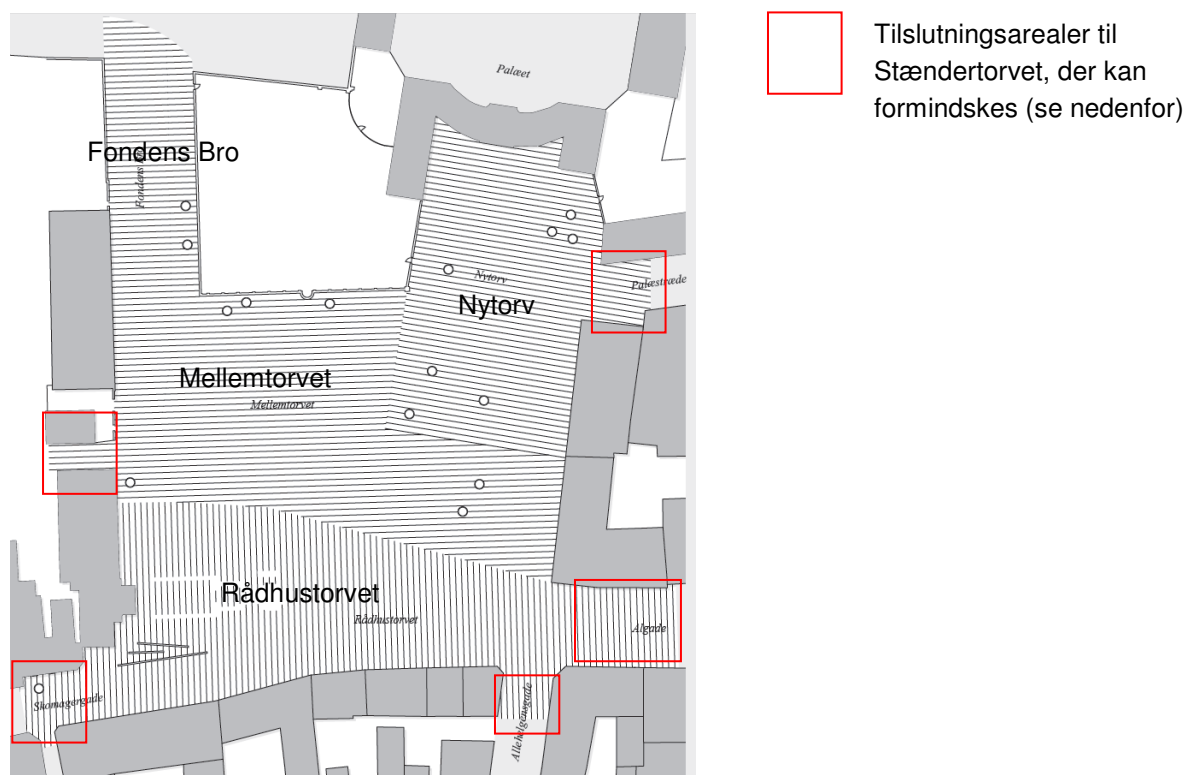 Tilslutningsarealer til
Stændertorvet, der kan
formindskes (se nedenfor)
Palæet
Fondens Bro
Fondens
Nytorv
Nytorv
Palæstræde
Mellemtorvet
Mellemtorvet
Rådhustorvet
Rådhustorvet
Algade
Skomagergade
Allehelgensgade